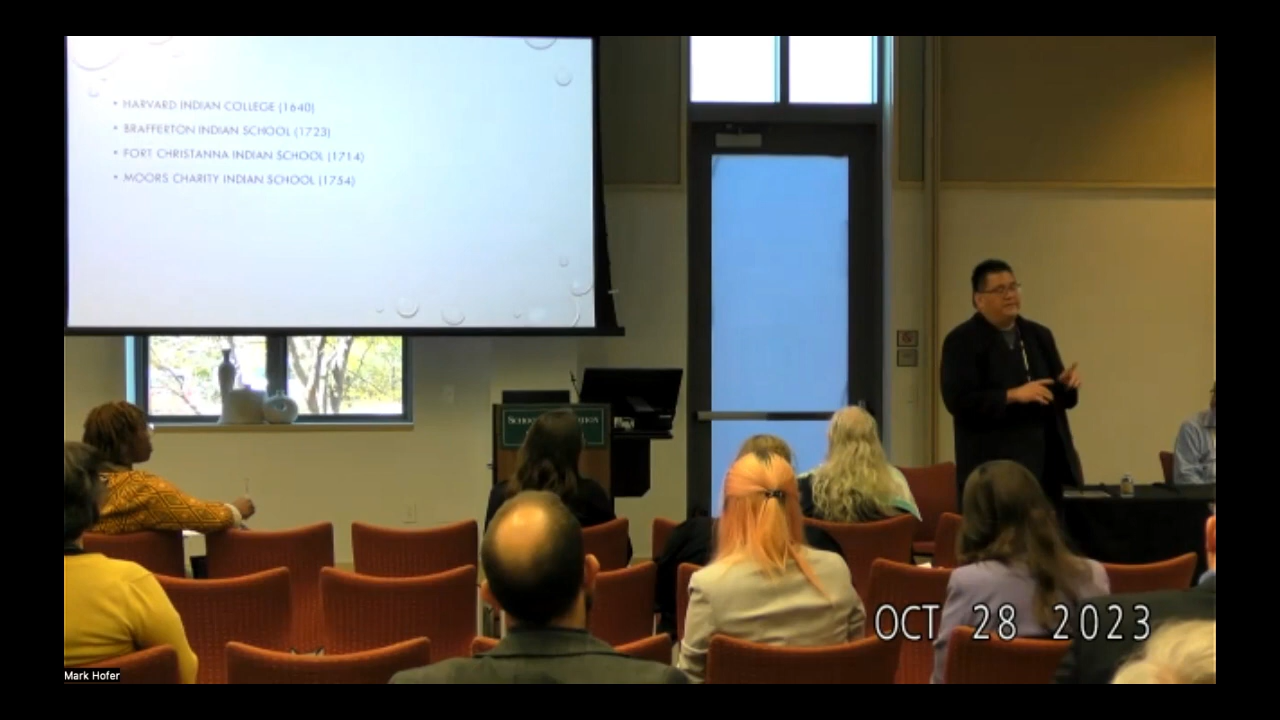 • HARVARD INDIAN COLLEGE (1640)
• BRAFFERTON INDIAN SCHOOL (1723)
• FORT CHRISTANNA INDIAN SCHOOL (1714)
• MOORS CHARITY INDIAN SCHOOL (1754)
OCT 28 2023
Mark Hofer